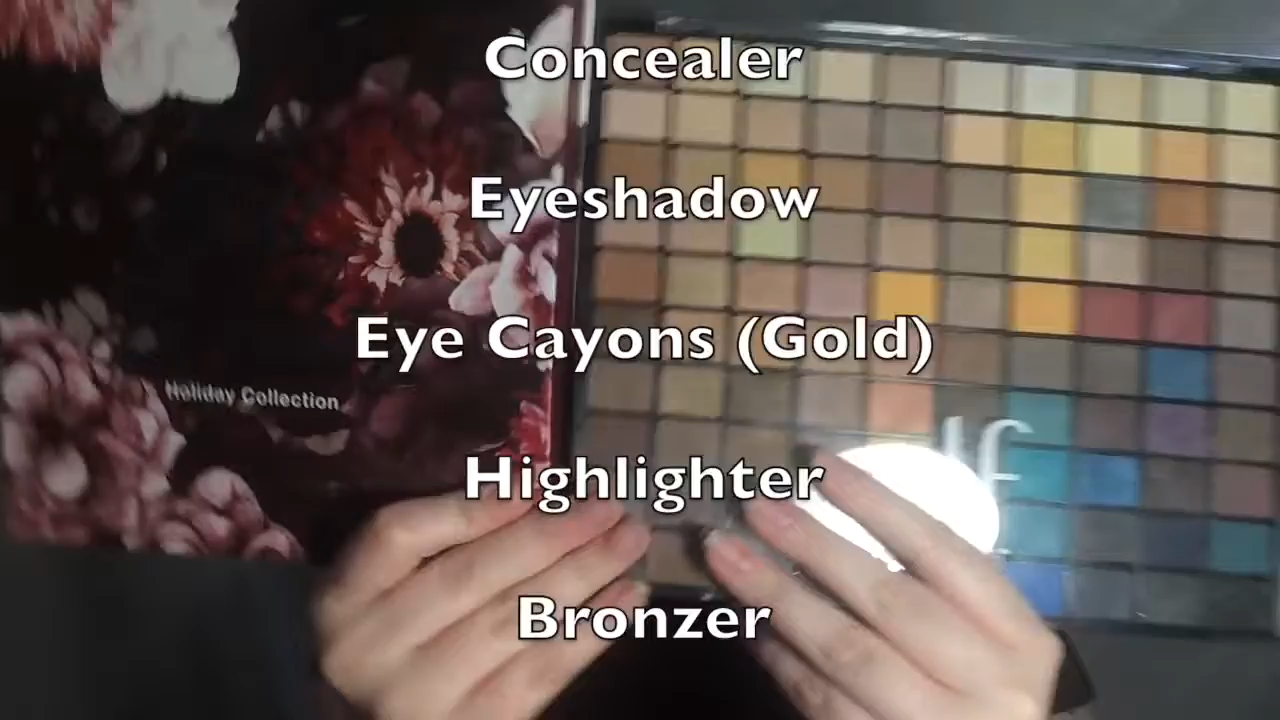 Concealer
Eyeshadow
Eye Cayons (Gold)
Holiday Collection
Highlighter
Bronzer